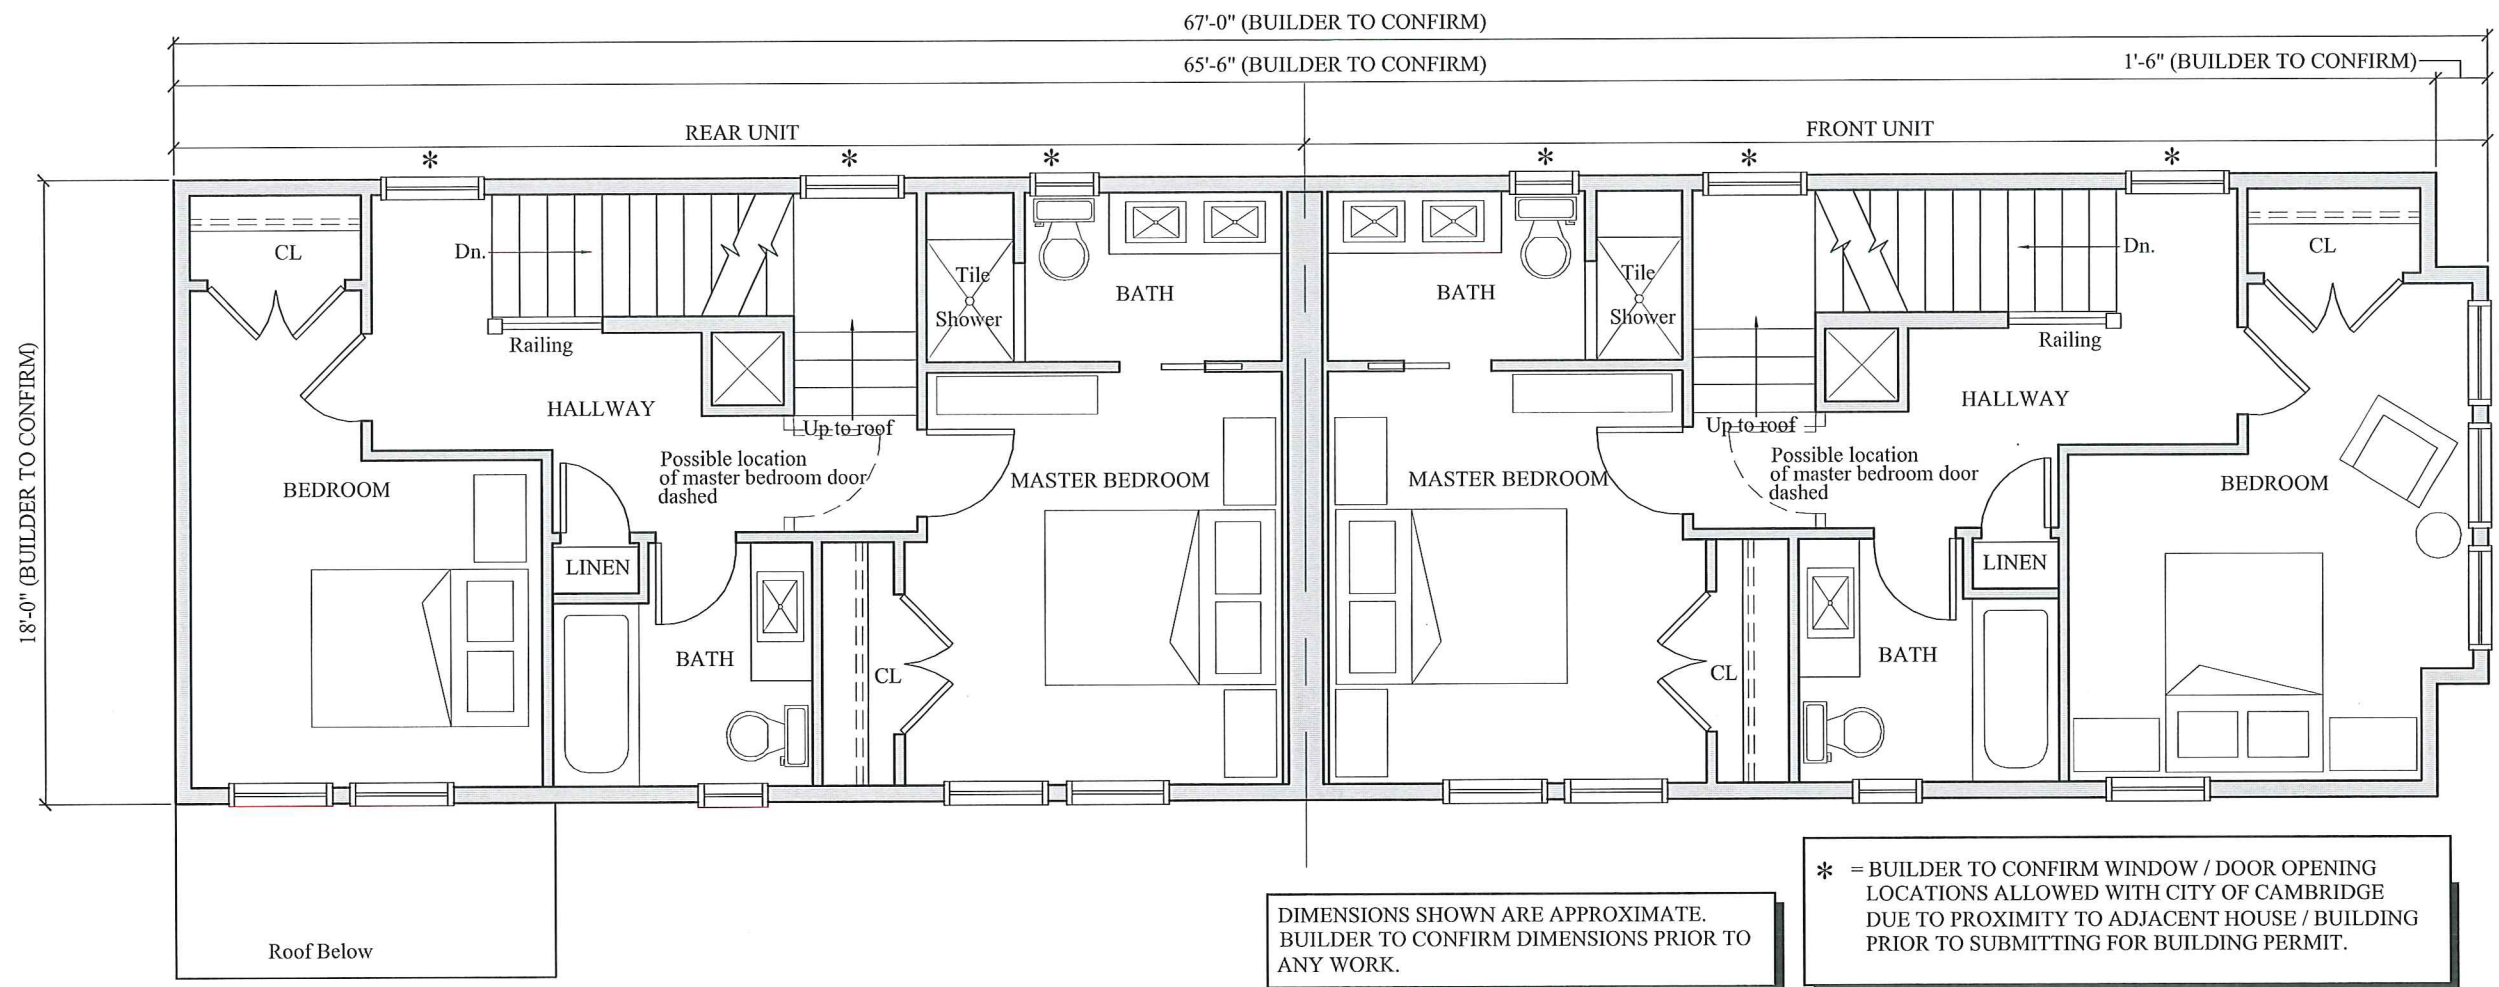 67'-0" (BUILDER TO CONFIRM)
65'-6" (BUILDER TO CONFIRM)
1'-6" (BUILDER TO CONFIRM)
REAR UNIT
FRONT UNIT
* * * * * *
18'-0" (BUILDER TO CONFIRM)
CL
Dn.
Railing
Tile
Shower
BATH
HALLWAY
Up to roof
Possible location
of master bedroom door
dashed
MASTER BEDROOM
BEDROOM
LINEN
BATH
CL
BATH
Tile
Shower
Dn.
Railing
CL
HALLWAY
Up to roof
Possible location
of master bedroom door
dashed
MASTER BEDROOM
BEDROOM
LINEN
BATH
CL
Roof Below
DIMENSIONS SHOWN ARE APPROXIMATE.
BUILDER TO CONFIRM DIMENSIONS PRIOR TO
ANY WORK.
* = BUILDER TO CONFIRM WINDOW / DOOR OPENING
LOCATIONS ALLOWED WITH CITY OF CAMBRIDGE
DUE TO PROXIMITY TO ADJACENT HOUSE / BUILDING
PRIOR TO SUBMITTING FOR BUILDING PERMIT.